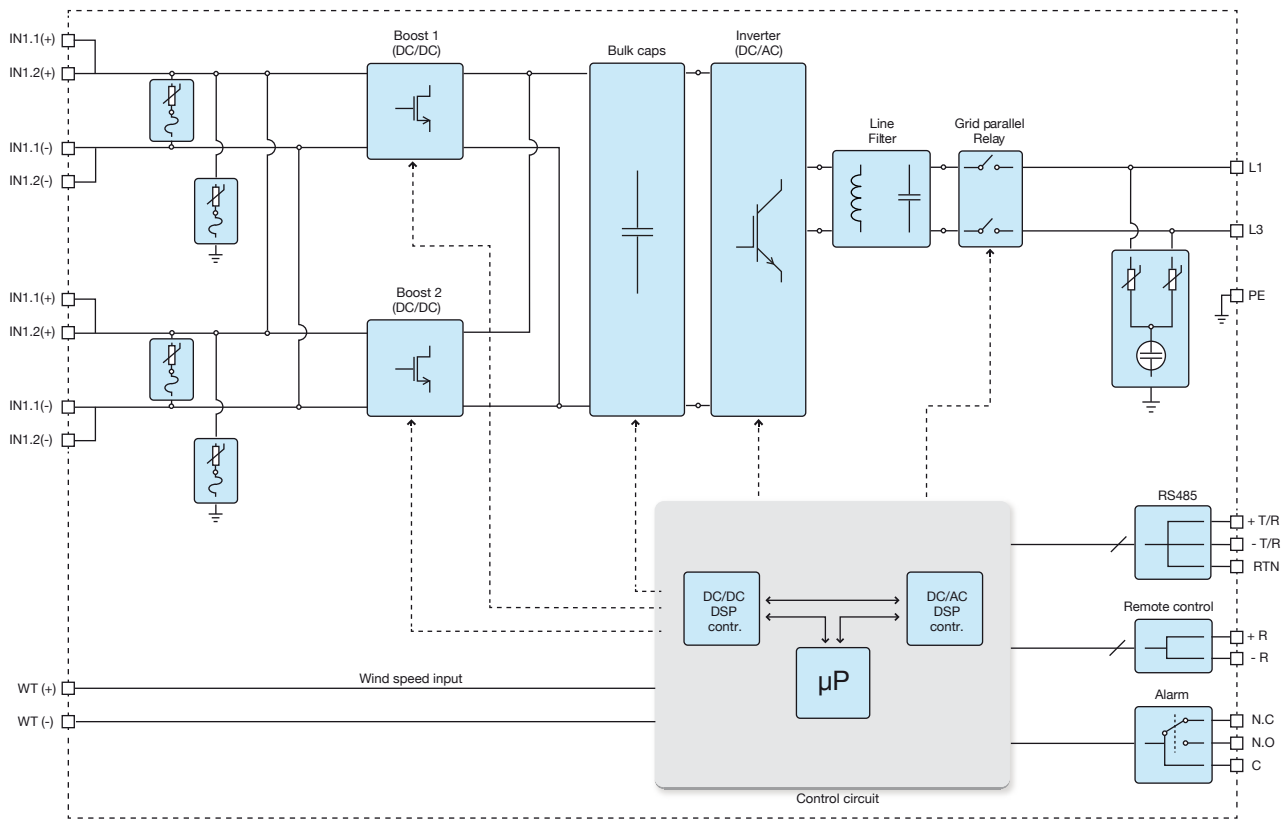 IN1.1(+)
IN1.2(+)
IN1.1(-)
IN1.2(-)
Boost 1
(DC/DC)
Bulk caps
Inverter
(DC/AC)
Line
Filter
Grid parallel
Relay
L1
L3
PE
IN1.1(+)
IN1.2(+)
IN1.1(-)
IN1.2(-)
Boost 2
(DC/DC)
RS485
+ T/R
- T/R
RTN
DC/DC
DSP
contr.
DC/AC
DSP
contr.
µP
Remote control
+ R
- R
WT (+)
WT (-)
Wind speed input
Alarm
N.C
N.O
C
Control circuit